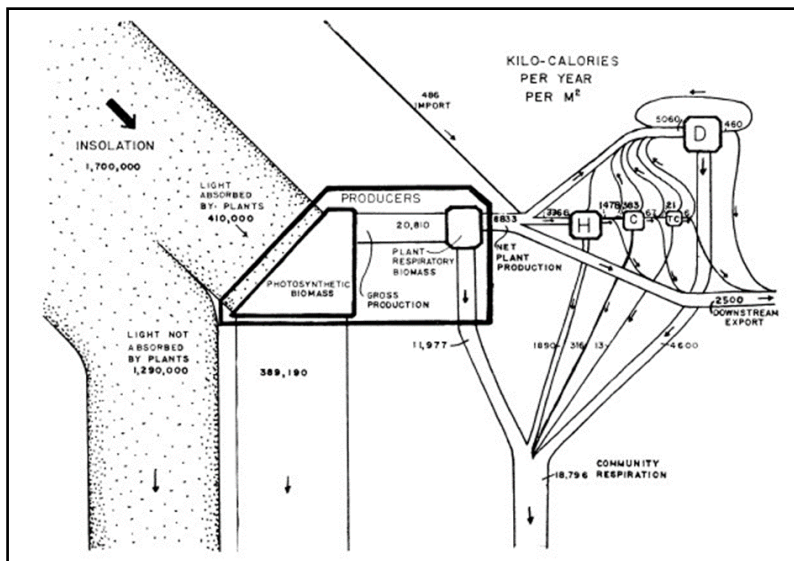 KILO-CALORIES
PER YEAR
PER M²
486
IMPORT
INSOLATION
1,700,000
LIGHT
ABSORBED
BY PLANTS
410,000
PRODUCERS
20,810
PLANT
RESPIRATORY
BIOMASS
PHOTOSYNTHETIC
BIOMASS
GROSS
PRODUCTION
8833
NET
PLANT
PRODUCTION
H
1478
383
C
67
21
TC
6
5060
D
460
2500
DOWNSTREAM
EXPORT
LIGHT NOT
ABSORBED
BY PLANTS
1,290,000
389,190
11,977
1890
316
13
4600
18,796
COMMUNITY
RESPIRATION